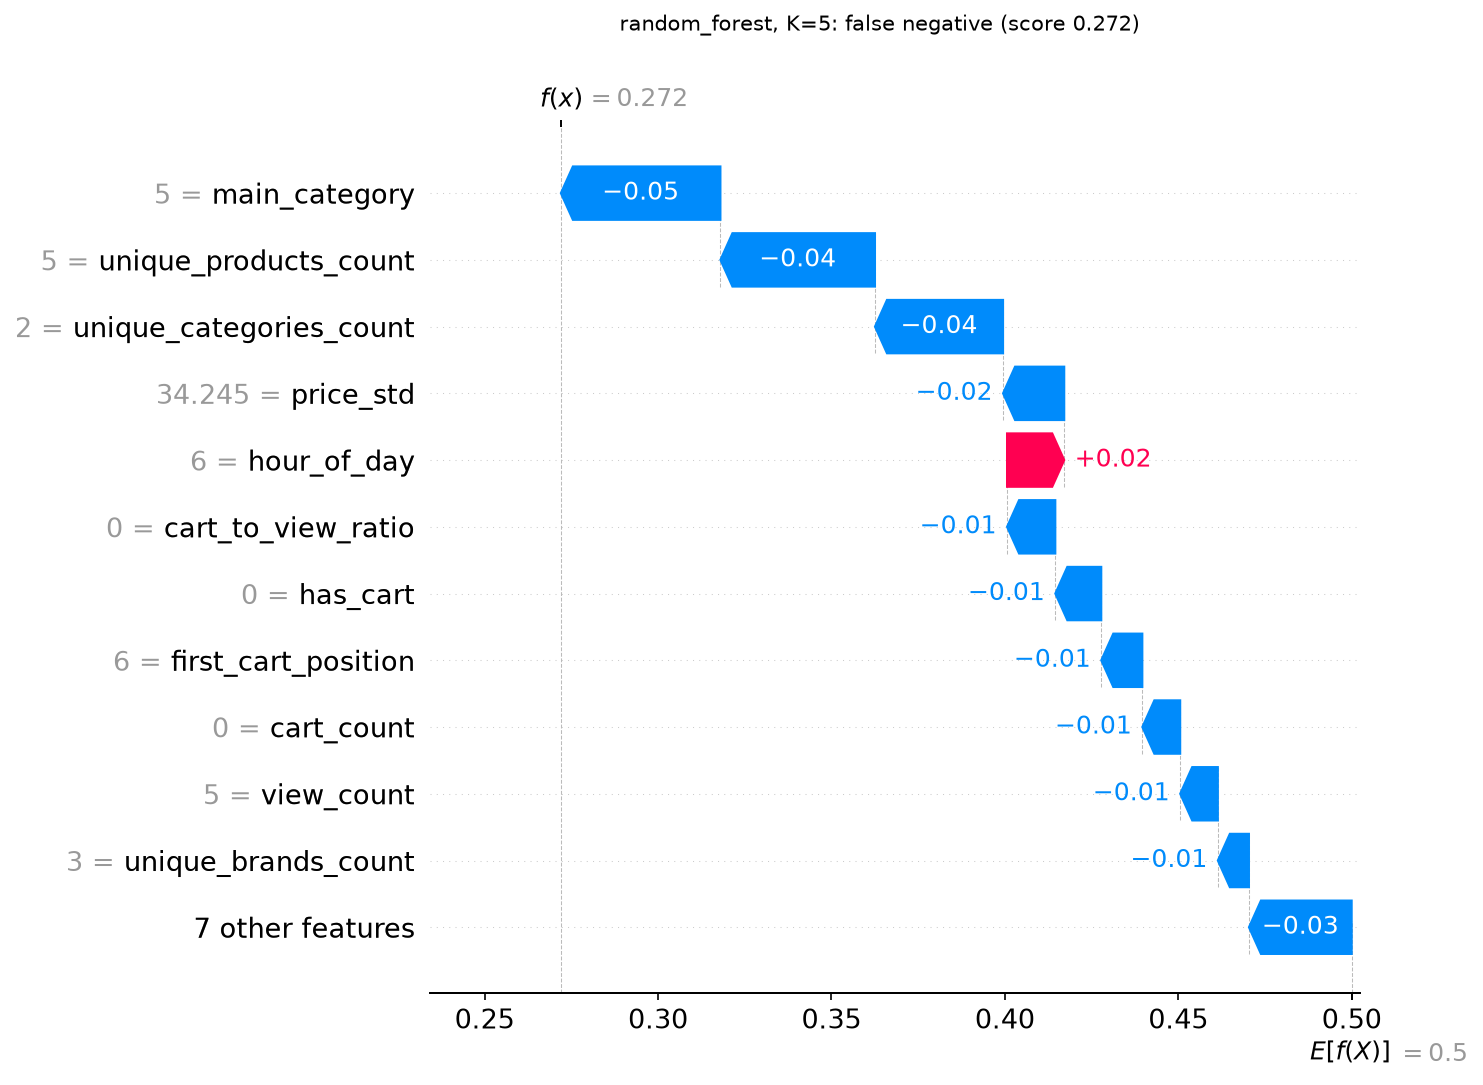 random_forest, K=5: false negative (score 0.272)
f(x) = 0.272
5 = main_category −0.05
5 = unique_products_count −0.04
2 = unique_categories_count −0.04
34.245 = price_std −0.02
6 = hour_of_day +0.02
0 = cart_to_view_ratio −0.01
0 = has_cart −0.01
6 = first_cart_position −0.01
0 = cart_count −0.01
5 = view_count −0.01
3 = unique_brands_count −0.01
7 other features −0.03
0.25 0.30 0.35 0.40 0.45 0.50
E[f(X)] = 0.5